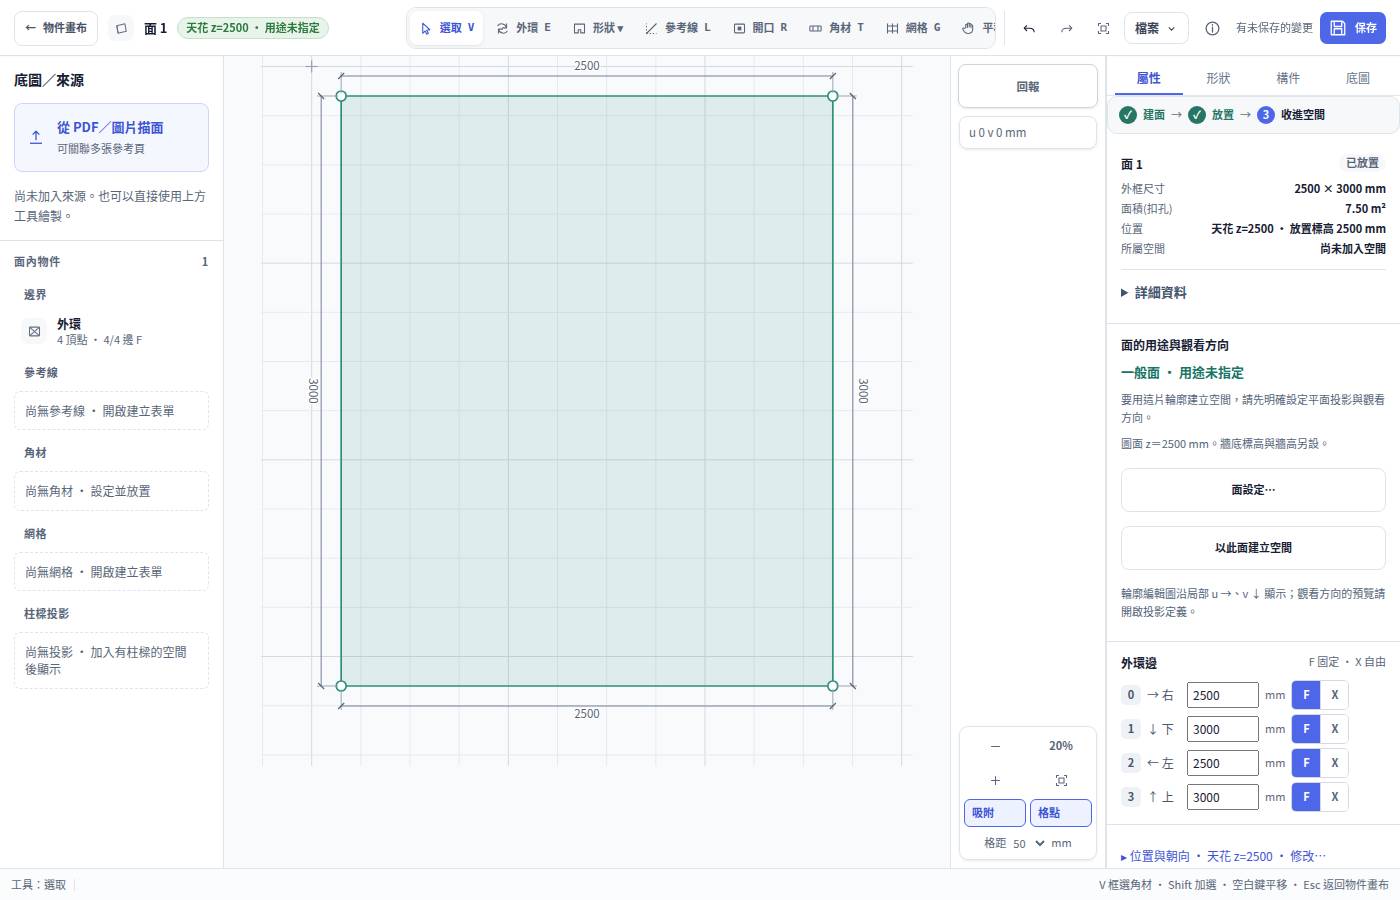 ← 物件畫布
面 1
天花 z=2500 · 用途未指定
選取 V
外環 E
形狀▾
參考線 L
開口 R
角材 T
網格 G
檔案
有未保存的變更
保存
底圖／來源
從 PDF／圖片描面
可關聯多張參考頁
尚未加入來源。也可以直接使用上方
工具繪製。
面內物件 1
邊界
外環
4 頂點 · 4/4 邊 F
參考線
尚無參考線 · 開啟建立表單
角材
尚無角材 · 設定並放置
網格
尚無網格 · 開啟建立表單
柱樑投影
尚無投影 · 加入有柱樑的空間
後顯示
2500
3000
3000
2500
回報
u 0 v 0 mm
− 20%
+
吸附 格點
格距 50 mm
屬性 形狀 構件 底圖
✓ 建面 → ✓ 放置 → 3 收進空間
面 1 已放置
外框尺寸 2500 × 3000 mm
面積(扣孔) 7.50 m²
位置 天花 z=2500 · 放置標高 2500 mm
所屬空間 尚未加入空間
▶ 詳細資料
面的用途與觀看方向
一般面 · 用途未指定
要用這片輪廓建立空間，請先明確設定平面投影與觀看
方向。
圖面 z＝2500 mm。牆底標高與牆高另設。
面設定…
以此面建立空間
輪廓編輯圖沿局部 u →、v ↓ 顯示；觀看方向的預覽請
開啟投影定義。
外環邊 F 固定 · X 自由
0 → 右 2500 mm F X
1 ↓ 下 3000 mm F X
2 ← 左 2500 mm F X
3 ↑ 上 3000 mm F X
▸ 位置與朝向 · 天花 z=2500 · 修改…
工具：選取
V 框選角材 · Shift 加選 · 空白鍵平移 · Esc 返回物件畫布